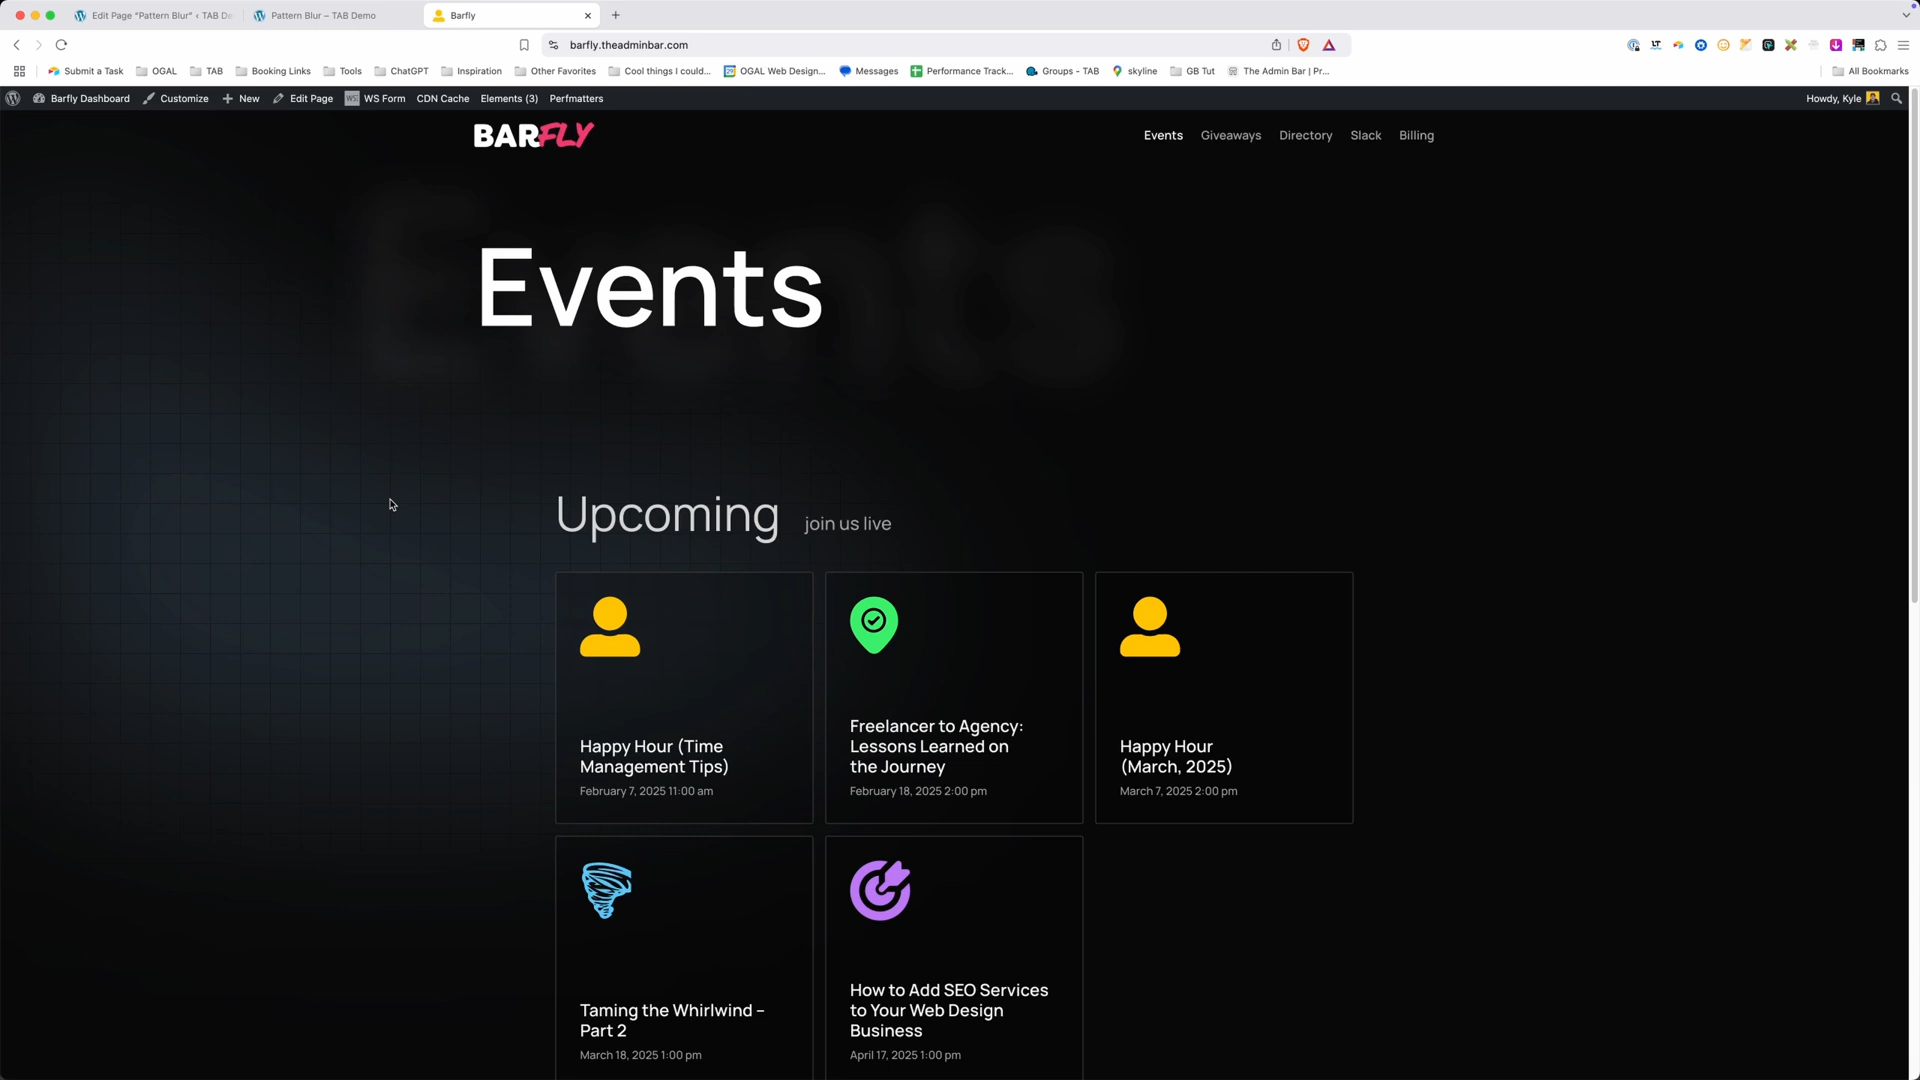 Edit Page “Pattern Blur” ‹ TAB De
Pattern Blur – TAB Demo
Barfly
barfly.theadminbar.com
Submit a Task
OGAL
TAB
Booking Links
Tools
ChatGPT
Inspiration
Other Favorites
Cool things I could...
OGAL Web Design...
Messages
Performance Track...
Groups - TAB
skyline
GB Tut
The Admin Bar | Pr...
All Bookmarks
Barfly Dashboard
Customize
New
Edit Page
WS Form
CDN Cache
Elements (3)
Perfmatters
Howdy, Kyle
BARFLY
Events
Giveaways
Directory
Slack
Billing
Events
Events
Upcoming
join us live
Happy Hour (Time
Management Tips)
February 7, 2025 11:00 am
Freelancer to Agency:
Lessons Learned on
the Journey
February 18, 2025 2:00 pm
Happy Hour
(March, 2025)
March 7, 2025 2:00 pm
Taming the Whirlwind –
Part 2
March 18, 2025 1:00 pm
How to Add SEO Services
to Your Web Design
Business
April 17, 2025 1:00 pm